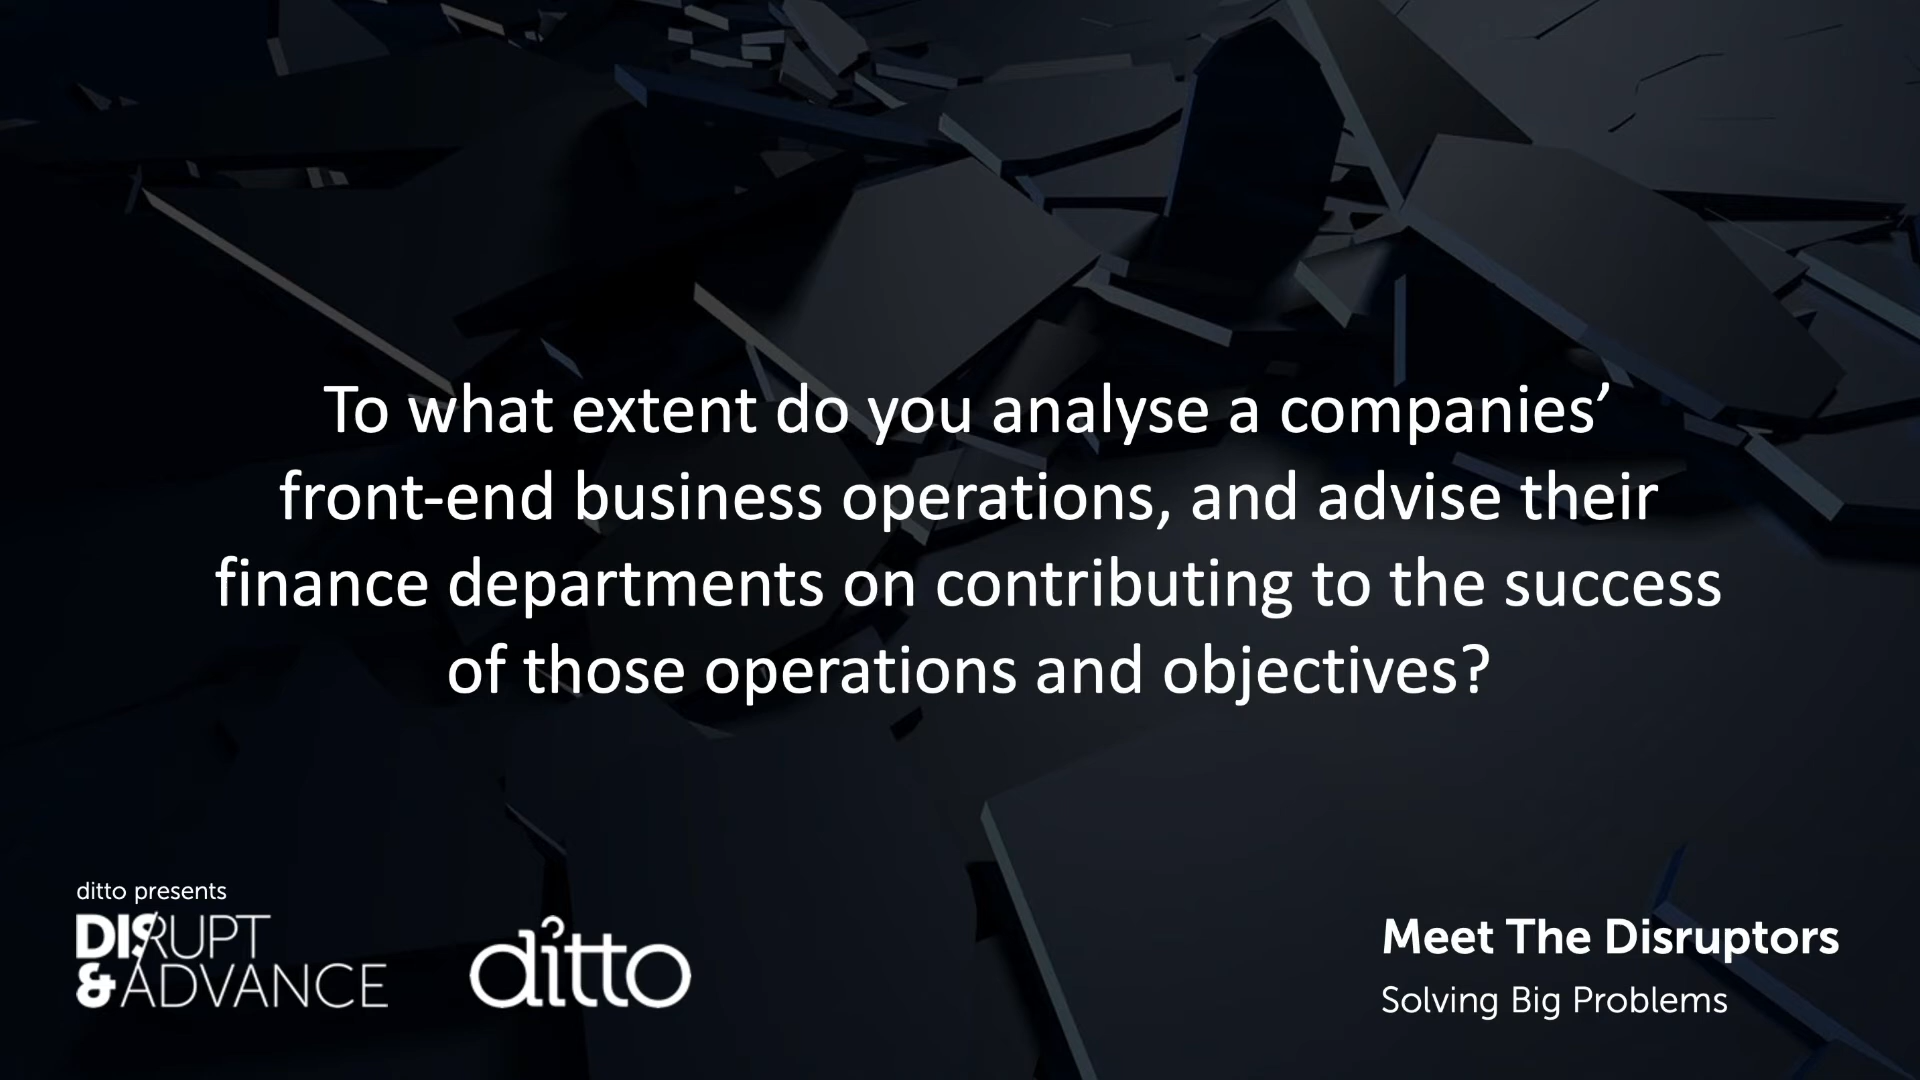 To what extent do you analyse a companies’
front-end business operations, and advise their
finance departments on contributing to the success
of those operations and objectives?
ditto presents
DISRUPT
&ADVANCE
ditto
Meet The Disruptors
Solving Big Problems